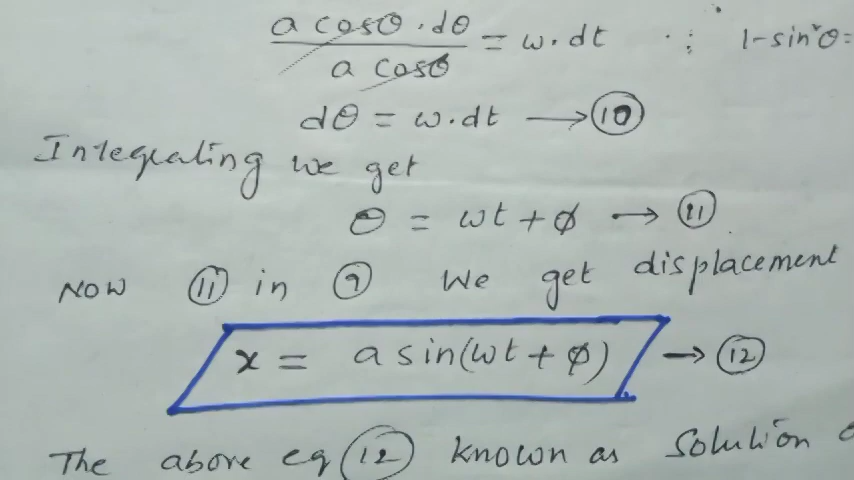 a cosθ · dθ / a cosθ = ω·dt ∵ 1-sin²θ=
dθ = ω·dt → ⑩
Integrating we get
θ = ωt + φ → ⑪
Now ⑪ in ⑨ We get displacement
x = a sin(ωt + φ) → ⑫
The above eq ⑫ known as solution